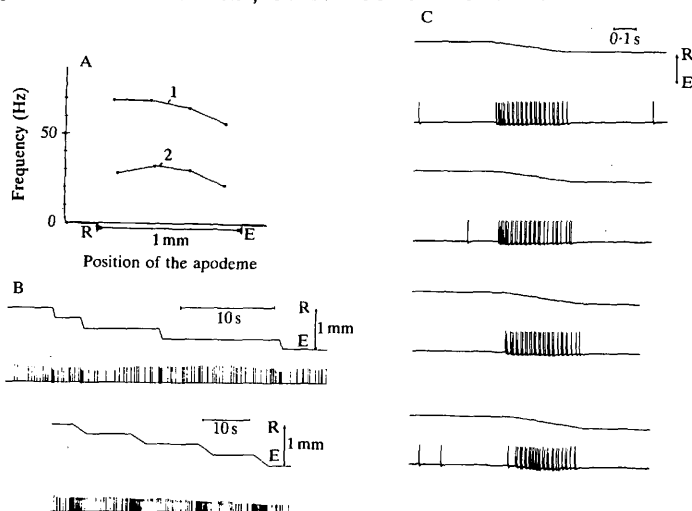 A
Frequency (Hz)
50
0
1
2
R
E
1 mm
Position of the apodeme
B
10 s
R
E
1 mm
10 s
R
E
1 mm
C
0·1 s
R
E